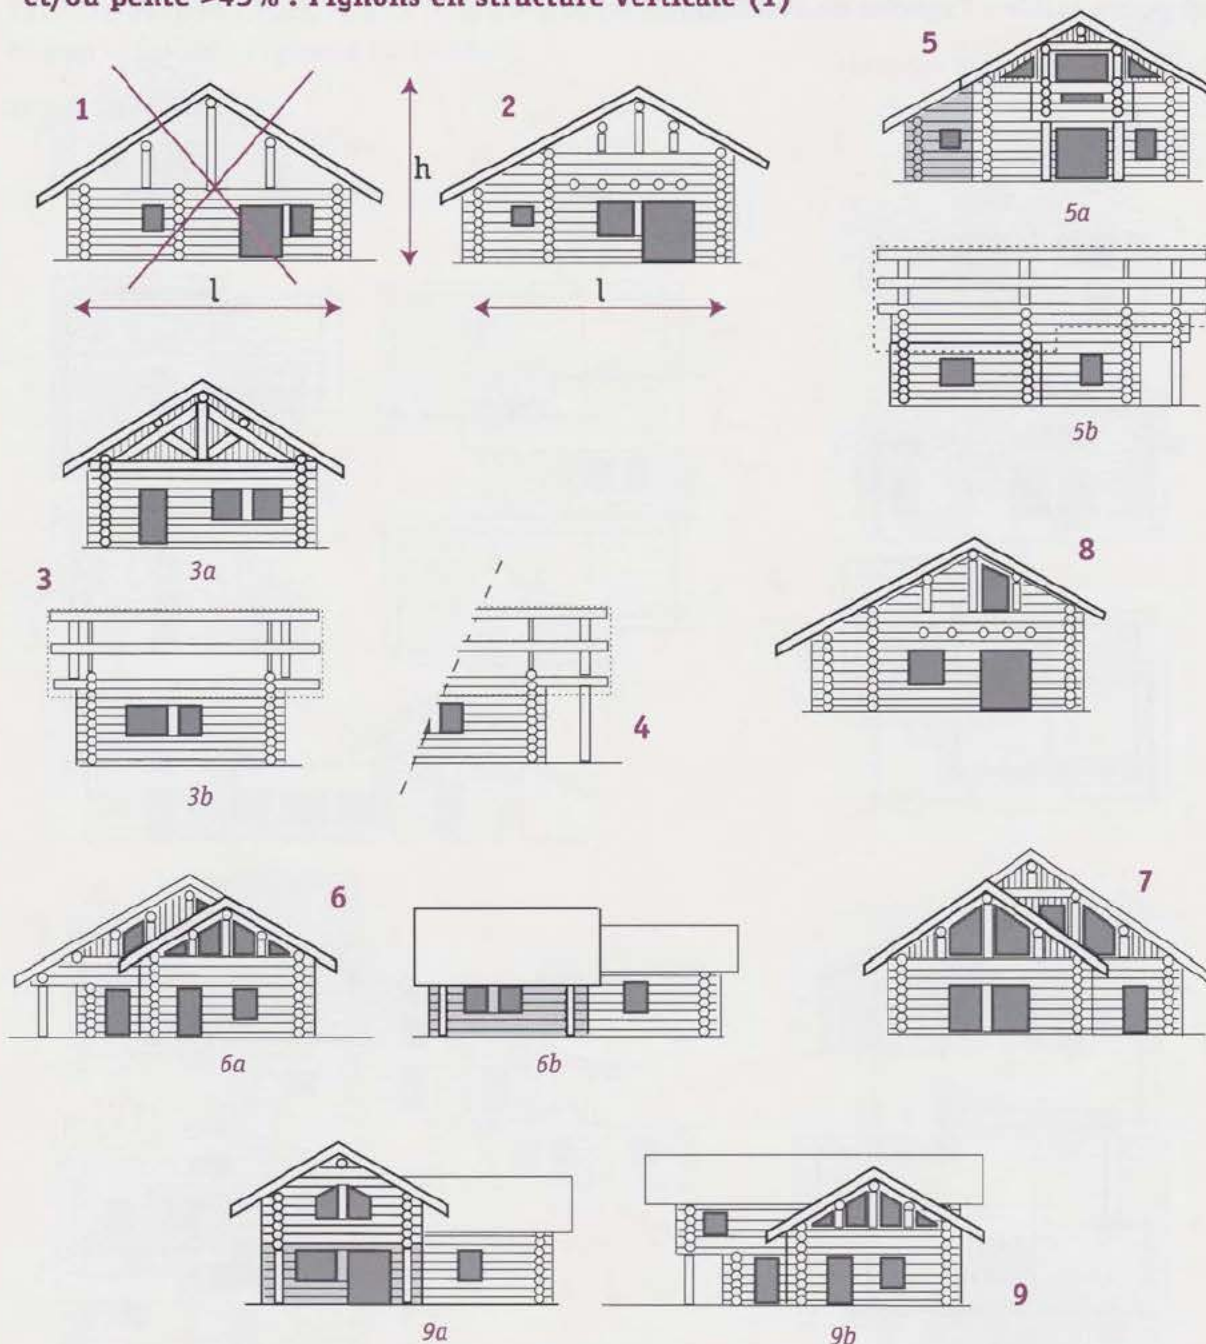 et/ou pente >45% : Pignons en structure verticale (1)
1
h
2
l
l
5
5a
5b
3a
3
3b
4
8
6
6a
6b
7
9a
9b
9